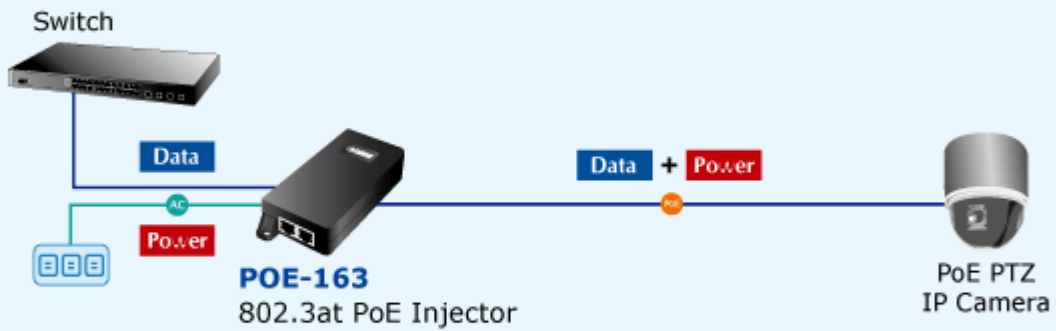 Switch
Data
AC
Power
Data + Power
PoE
POE-163
802.3at PoE Injector
PoE PTZ
IP Camera